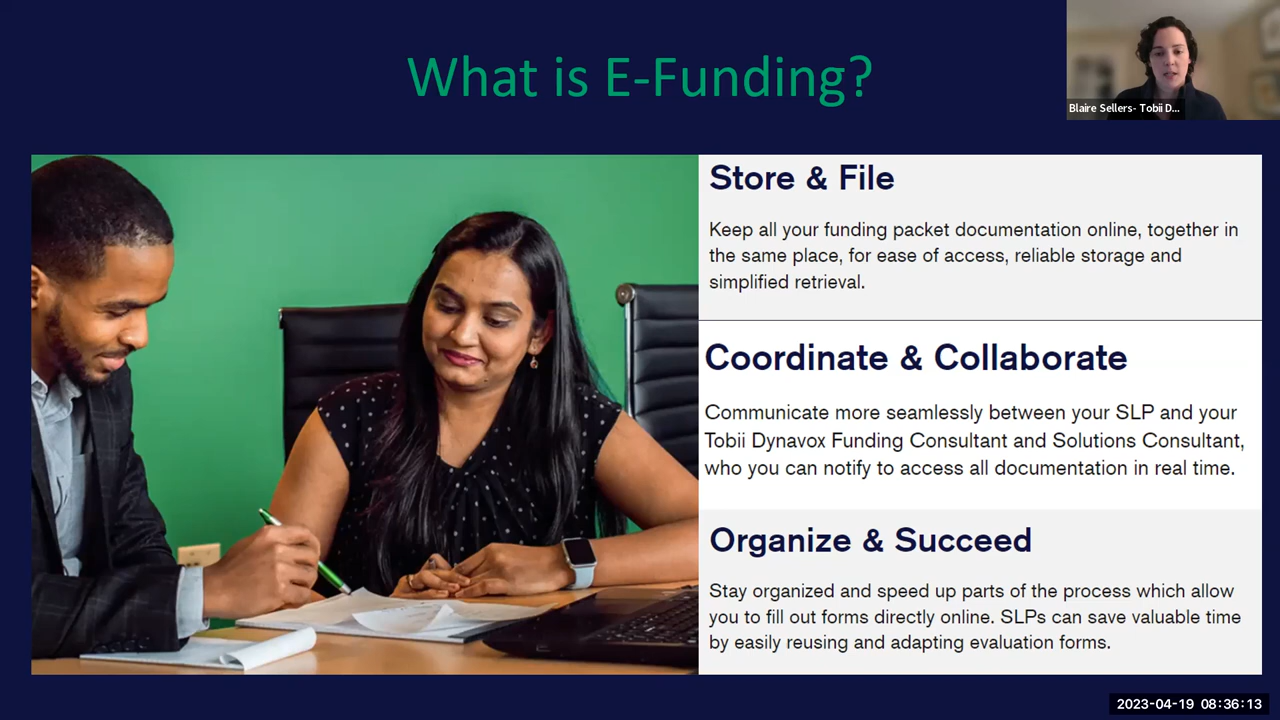 What is E-Funding?
Blaire Sellers- Tobii D...
Store & File
Keep all your funding packet documentation online, together in
the same place, for ease of access, reliable storage and
simplified retrieval.
Coordinate & Collaborate
Communicate more seamlessly between your SLP and your
Tobii Dynavox Funding Consultant and Solutions Consultant,
who you can notify to access all documentation in real time.
Organize & Succeed
Stay organized and speed up parts of the process which allow
you to fill out forms directly online. SLPs can save valuable time
by easily reusing and adapting evaluation forms.
2023-04-19 08:36:13